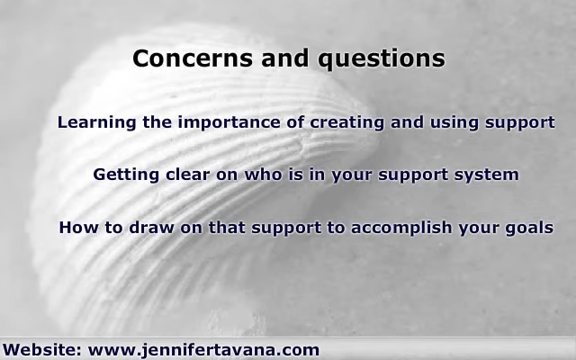 Concerns and questions
Learning the importance of creating and using support
Getting clear on who is in your support system
How to draw on that support to accomplish your goals
Website: www.jennifertavana.com